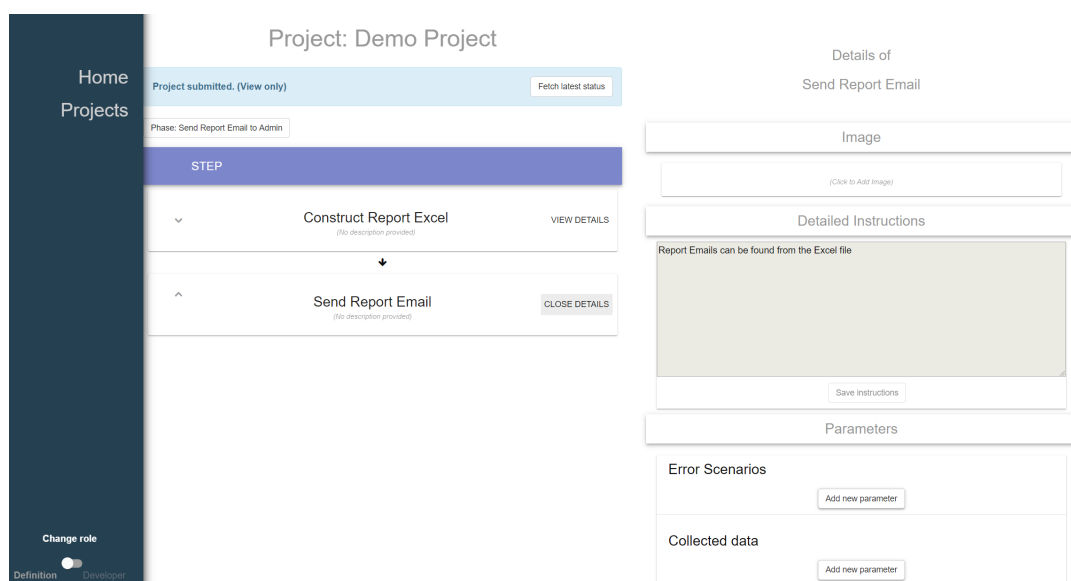 Home
Projects
Change role
Definition Developer
Project: Demo Project
Project submitted. (View only)
Fetch latest status
Phase: Send Report Email to Admin
STEP
Construct Report Excel
(No description provided)
VIEW DETAILS
Send Report Email
(No description provided)
CLOSE DETAILS
Details of
Send Report Email
Image
(Click to Add Image)
Detailed Instructions
Report Emails can be found from the Excel file
Save instructions
Parameters
Error Scenarios
Add new parameter
Collected data
Add new parameter